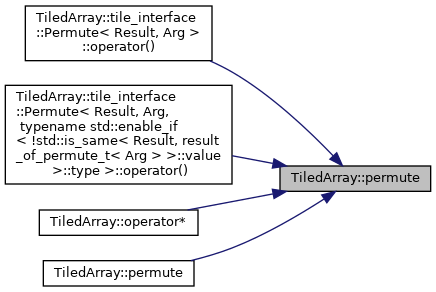 TiledArray::tile_interface
::Permute< Result, Arg >
::operator()
TiledArray::tile_interface
::Permute< Result, Arg,
typename std::enable_if
< !std::is_same< Result, result
_of_permute_t< Arg > >::value
>::type >::operator()
TiledArray::permute
TiledArray::operator*
TiledArray::permute